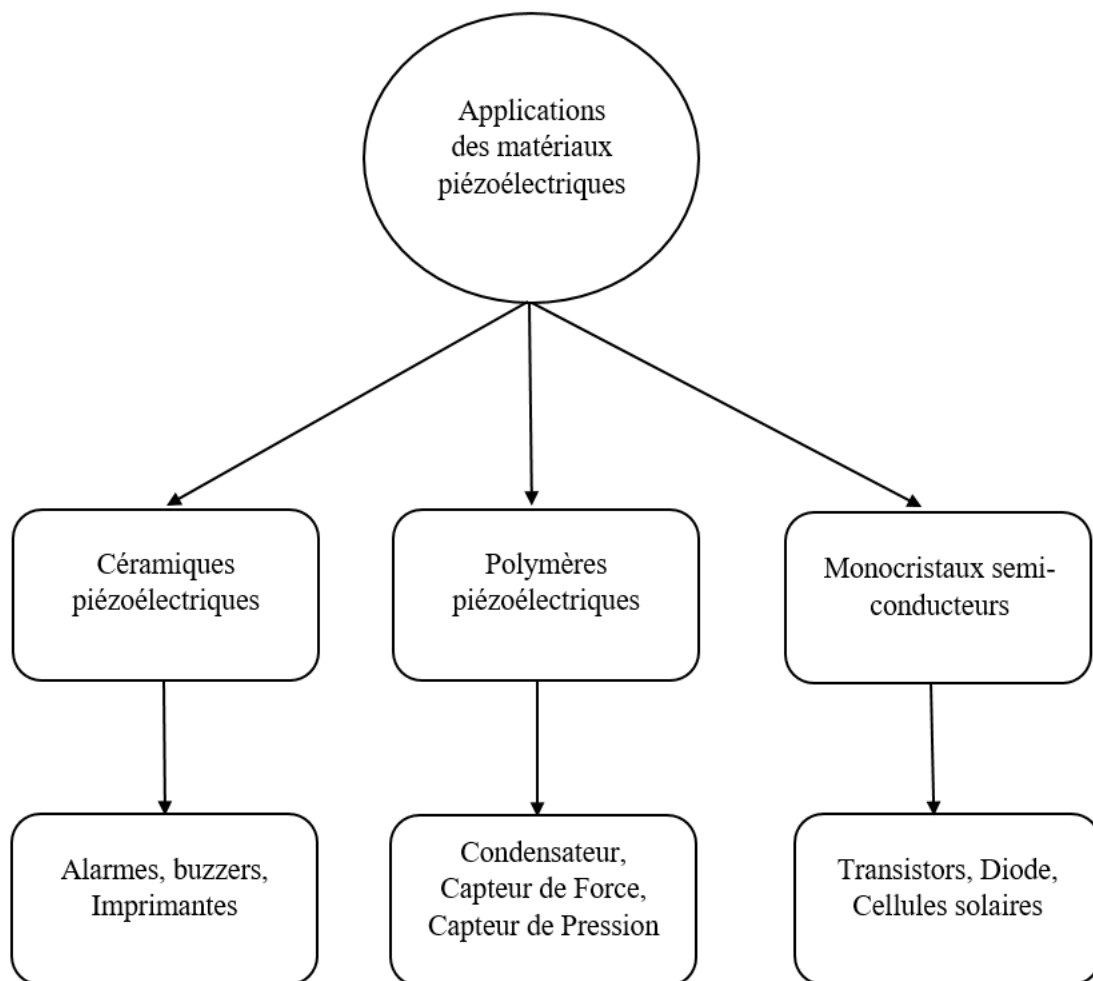 Applications
des matériaux
piézoélectriques
Céramiques
piézoélectriques
Polymères
piézoélectriques
Monocristaux semi-
conducteurs
Alarmes, buzzers,
Imprimantes
Condensateur,
Capteur de Force,
Capteur de Pression
Transistors, Diode,
Cellules solaires